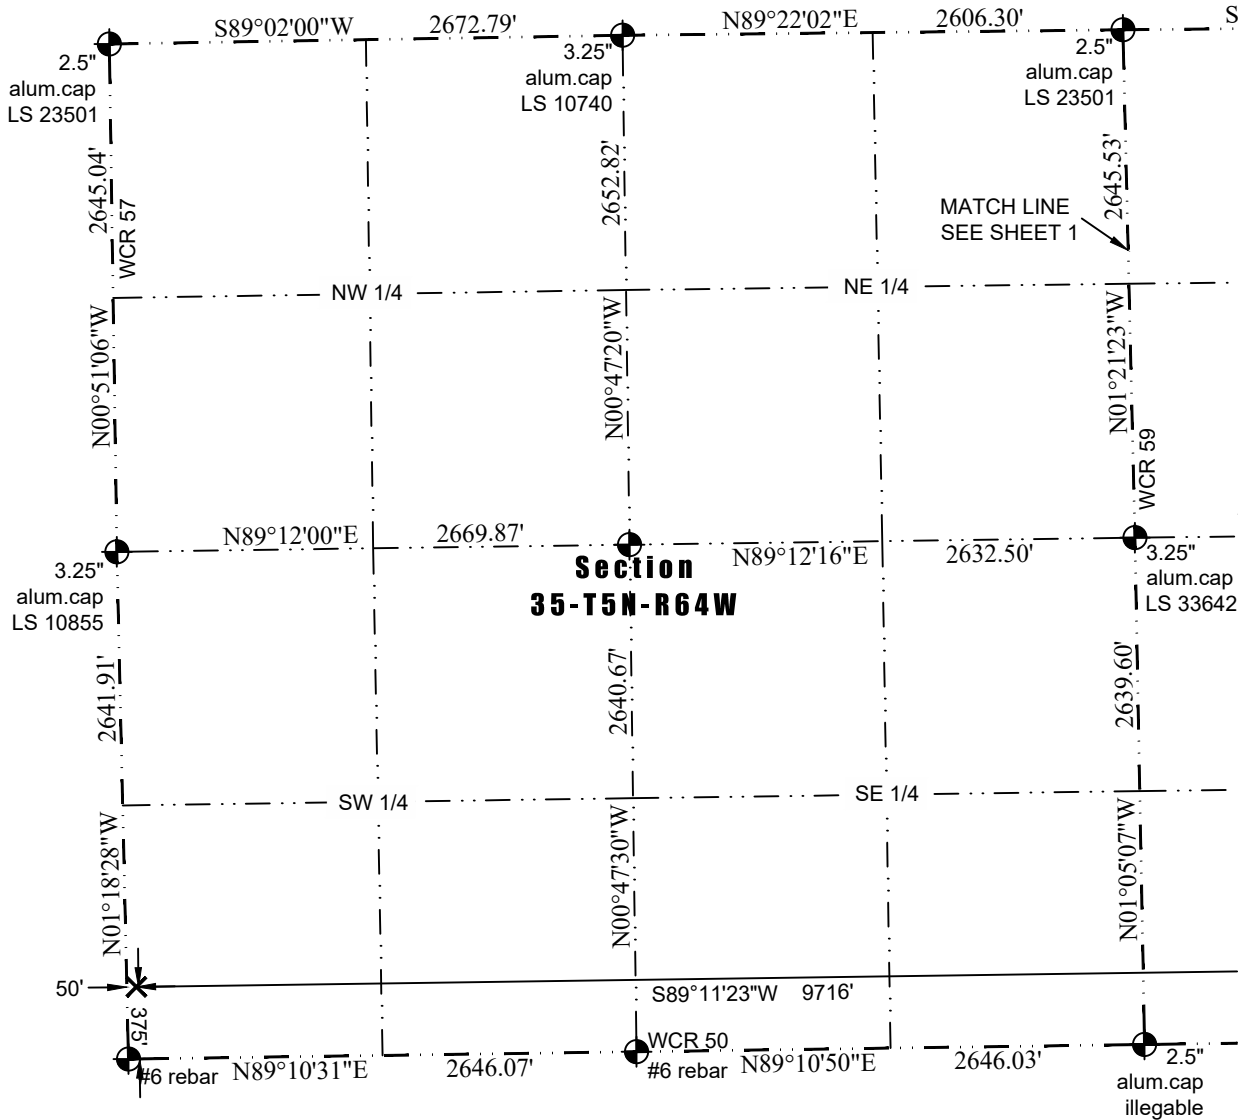 S89°02'00"W
2672.79'
N89°22'02"E
2606.30'
S
2.5"
alum.cap
LS 23501
3.25"
alum.cap
LS 10740
2.5"
alum.cap
LS 23501
2645.04'
WCR 57
2652.82'
2645.53'
MATCH LINE
SEE SHEET 1
NW 1/4
NE 1/4
N00°51'06"W
N00°47'20"W
N01°21'23"W
WCR 59
N89°12'00"E
2669.87'
N89°12'16"E
2632.50'
3.25"
alum.cap
LS 10855
Section
35-T5N-R64W
3.25"
alum.cap
LS 33642
2641.91'
2640.67'
2639.60'
SW 1/4
SE 1/4
N01°18'28"W
N00°47'30"W
N01°05'07"W
50'
S89°11'23"W 9716'
375'
#6 rebar
N89°10'31"E
2646.07'
WCR 50
#6 rebar
N89°10'50"E
2646.03'
2.5"
alum.cap
illegable